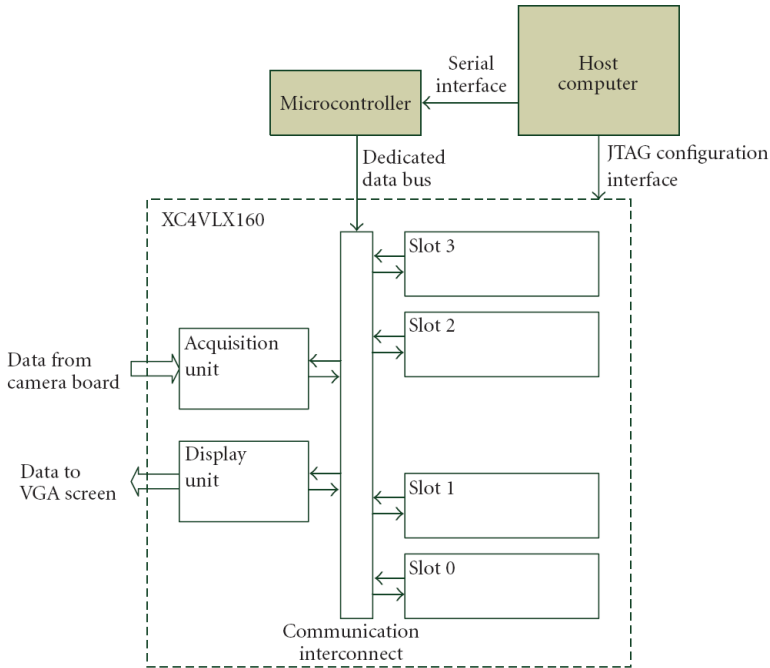 Host
computer
Serial
interface
Microcontroller
JTAG configuration
interface
Dedicated
data bus
XC4VLX160
Slot 3
Slot 2
Acquisition
unit
Data from
camera board
Display
unit
Data to
VGA screen
Slot 1
Slot 0
Communication
interconnect